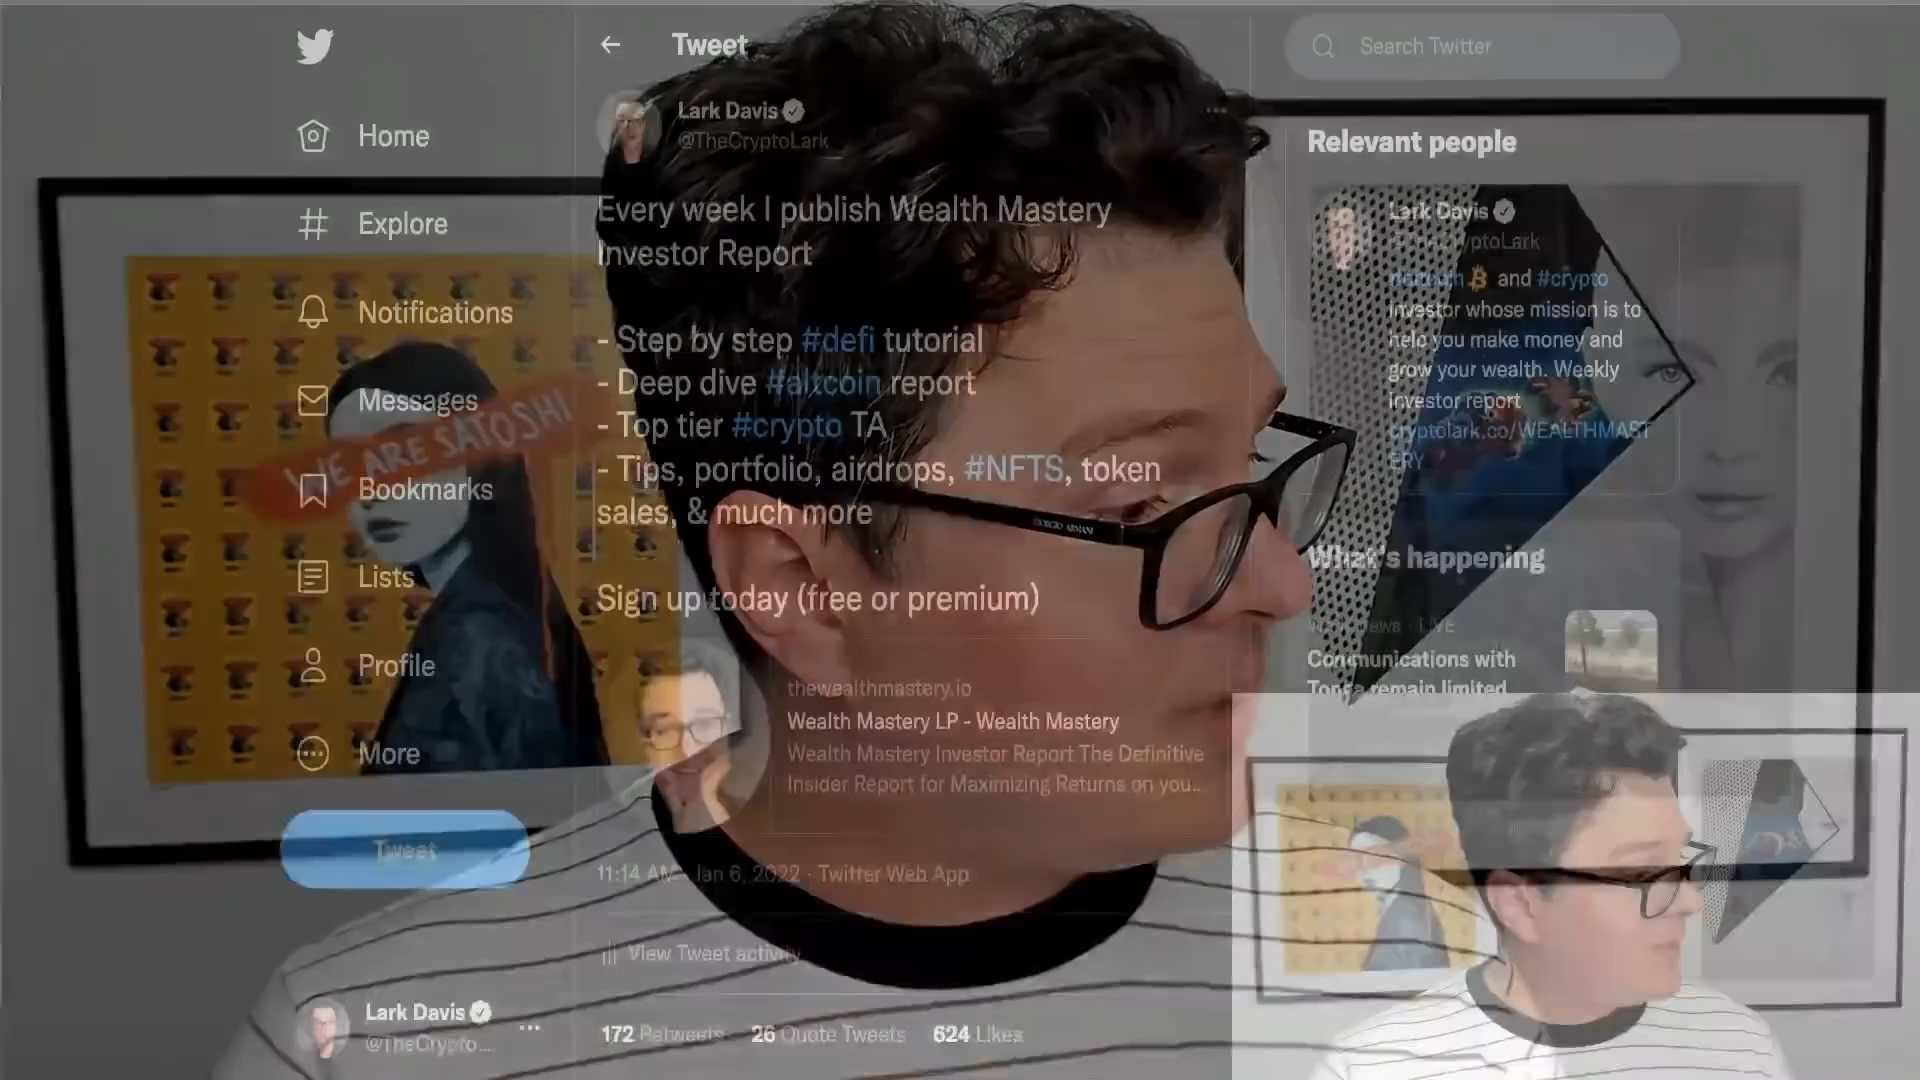 Tweet
Search Twitter
Home
Explore
Notifications
Messages
Bookmarks
Lists
Profile
More
Tweet
Lark Davis
@TheCrypto...
WE ARE SATOSHI
Lark Davis
@TheCryptoLark
Every week I publish Wealth Mastery
Investor Report
- Step by step #defi tutorial
- Deep dive #altcoin report
- Top tier #crypto TA
- Tips, portfolio, airdrops, #NFTS, token
sales, & much more
Sign up today (free or premium)
thewealthmastery.io
Wealth Mastery LP - Wealth Mastery
Wealth Mastery Investor Report The Definitive
Insider Report for Maximizing Returns on you...
11:14 AM · Jan 6, 2022 · Twitter Web App
View Tweet activity
172 Retweets 26 Quote Tweets 624 Likes
GIORGIO ARMANI
Relevant people
Lark Davis
@TheCryptoLark
and #crypto
investor whose mission is to
help you make money and
grow your wealth. Weekly
investor report
cryptolark.co/WEALTHMAST
ERY
What's happening
News · LIVE
Communications with
Tonga remain limited